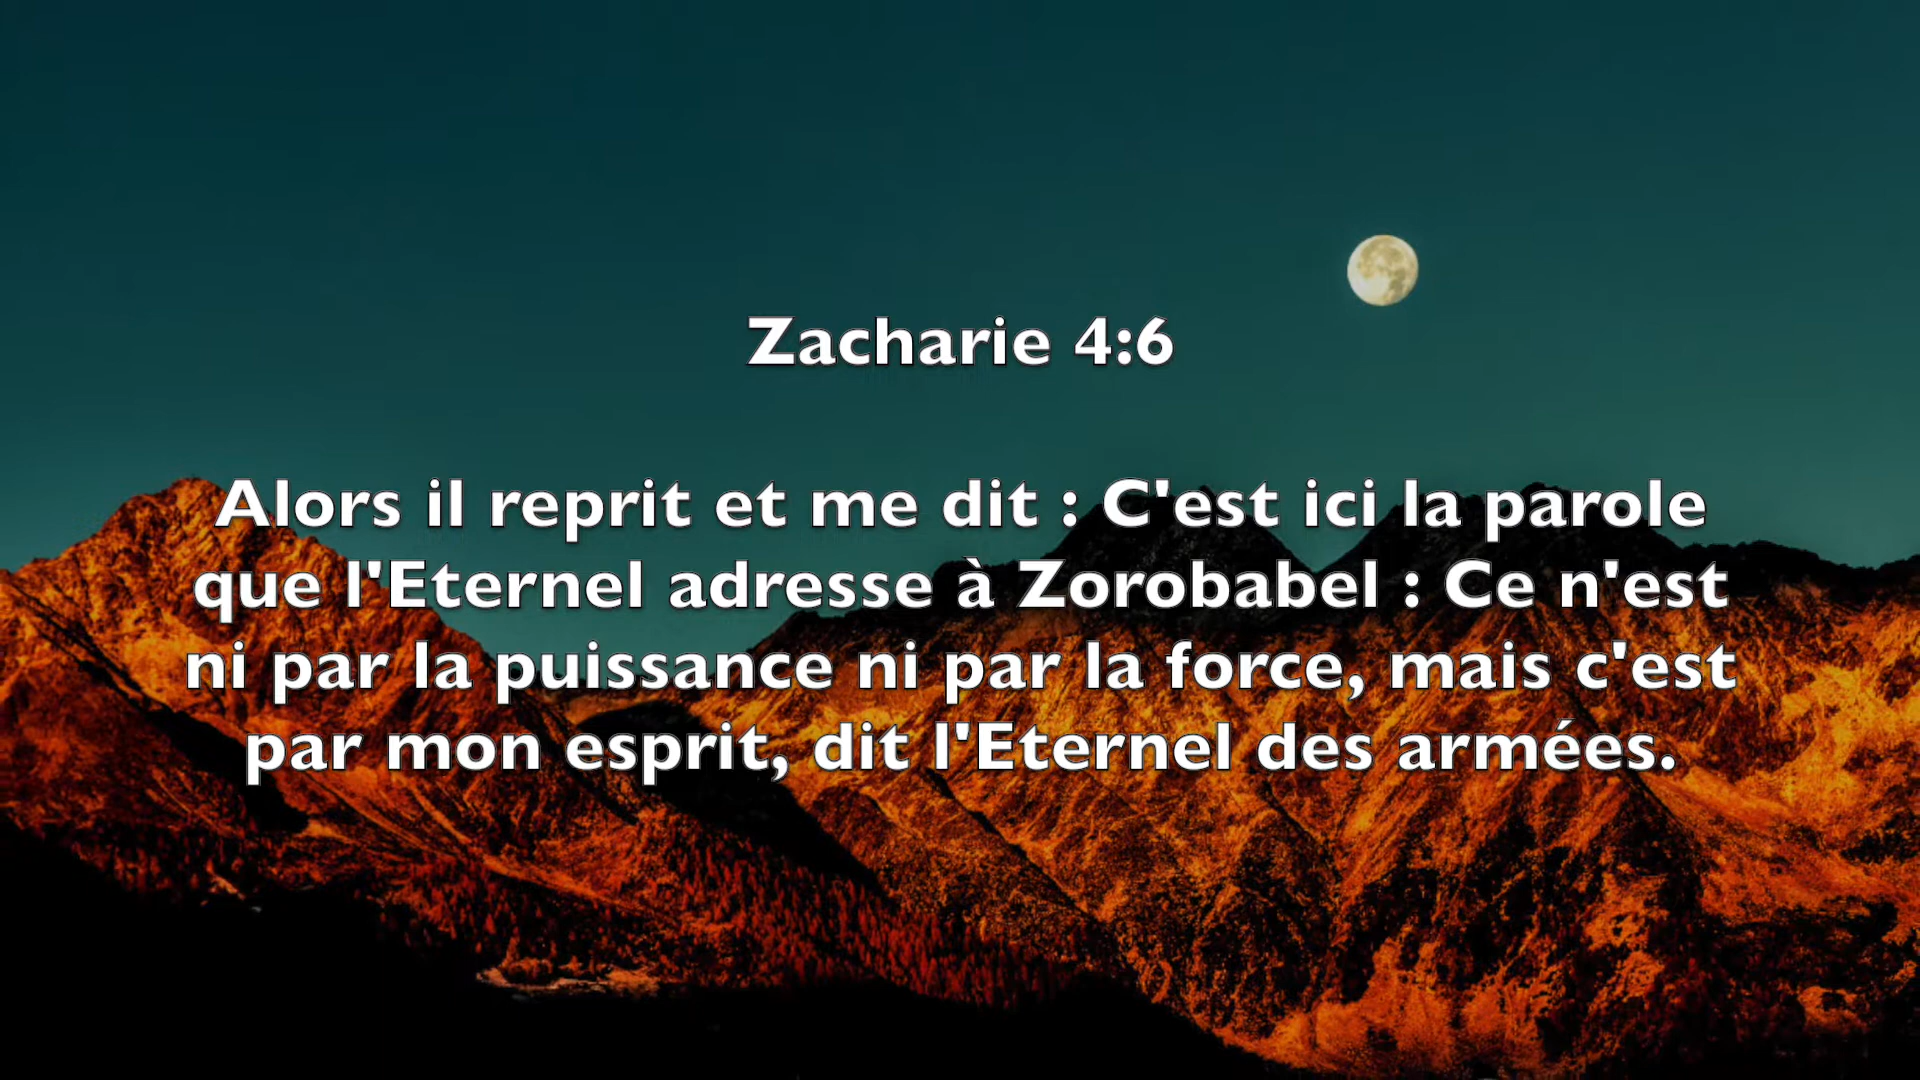 Zacharie 4:6
Alors il reprit et me dit : C'est ici la parole
que l'Eternel adresse à Zorobabel : Ce n'est
ni par la puissance ni par la force, mais c'est
par mon esprit, dit l'Eternel des armées.